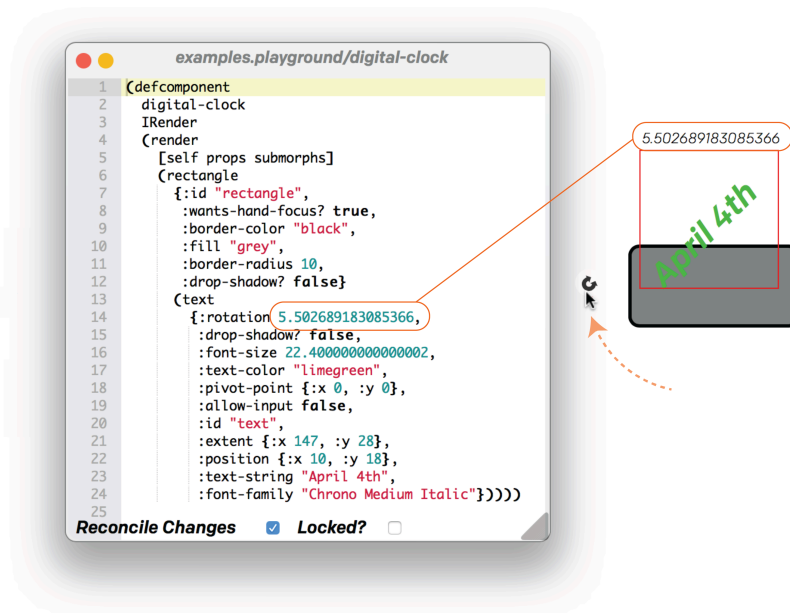 examples.playground/digital-clock
1 (defcomponent
2 digital-clock
3 IRender
4 (render
5 [self props submorphs]
6 (rectangle
7 {:id "rectangle",
8 :wants-hand-focus? true,
9 :border-color "black",
10 :fill "grey",
11 :border-radius 10,
12 :drop-shadow? false}
13 (text
14 {:rotation 5.502689183085366,
15 :drop-shadow? false,
16 :font-size 22.400000000000002,
17 :text-color "limegreen",
18 :pivot-point {:x 0, :y 0},
19 :allow-input false,
20 :id "text",
21 :extent {:x 147, :y 28},
22 :position {:x 10, :y 18},
23 :text-string "April 4th",
24 :font-family "Chrono Medium Italic"}))))
25
Reconcile Changes Locked?
5.502689183085366
April 4th